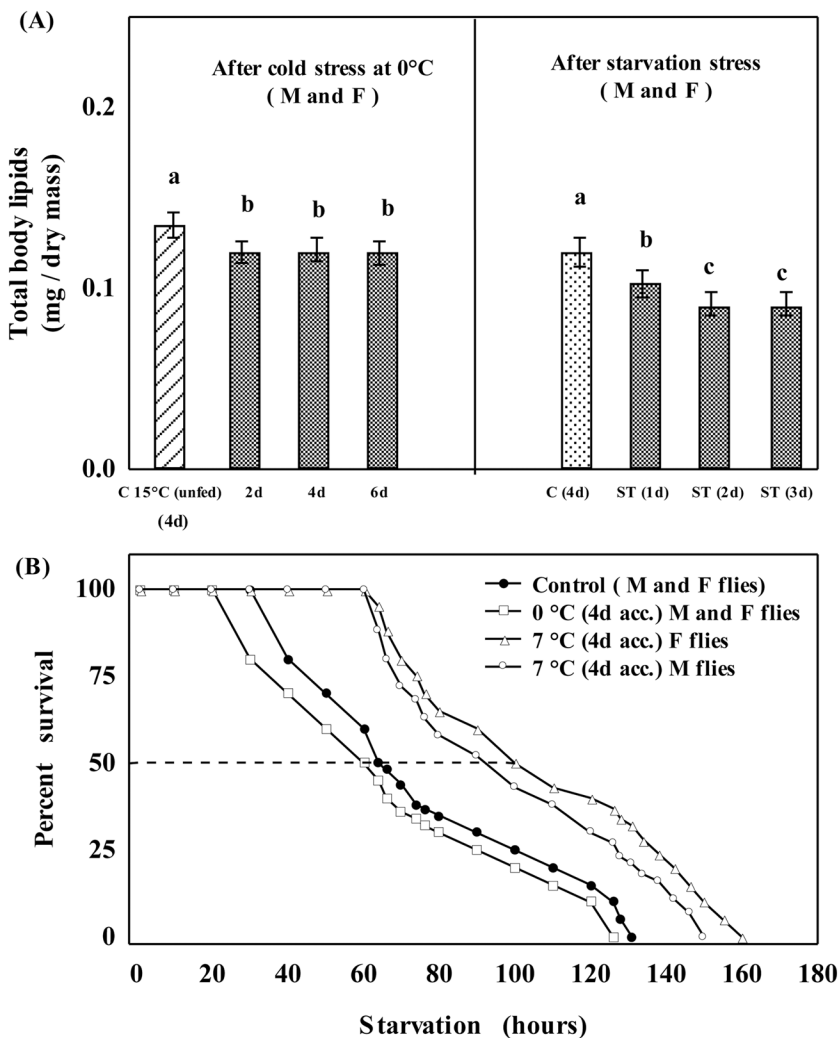 (A)
After cold stress at 0°C
( M and F )
After starvation stress
( M and F )
Total body lipids
(mg / dry mass)
0.2
0.1
0.0
a
b
b
b
a
b
c
c
C 15°C (unfed)
(4d)
2d
4d
6d
C (4d)
ST (1d)
ST (2d)
ST (3d)
(B)
Percent survival
100
75
50
25
0
Control ( M and F flies)
0 °C (4d acc.) M and F flies
7 °C (4d acc.) F flies
7 °C (4d acc.) M flies
0 20 40 60 80 100 120 140 160 180
Starvation (hours)